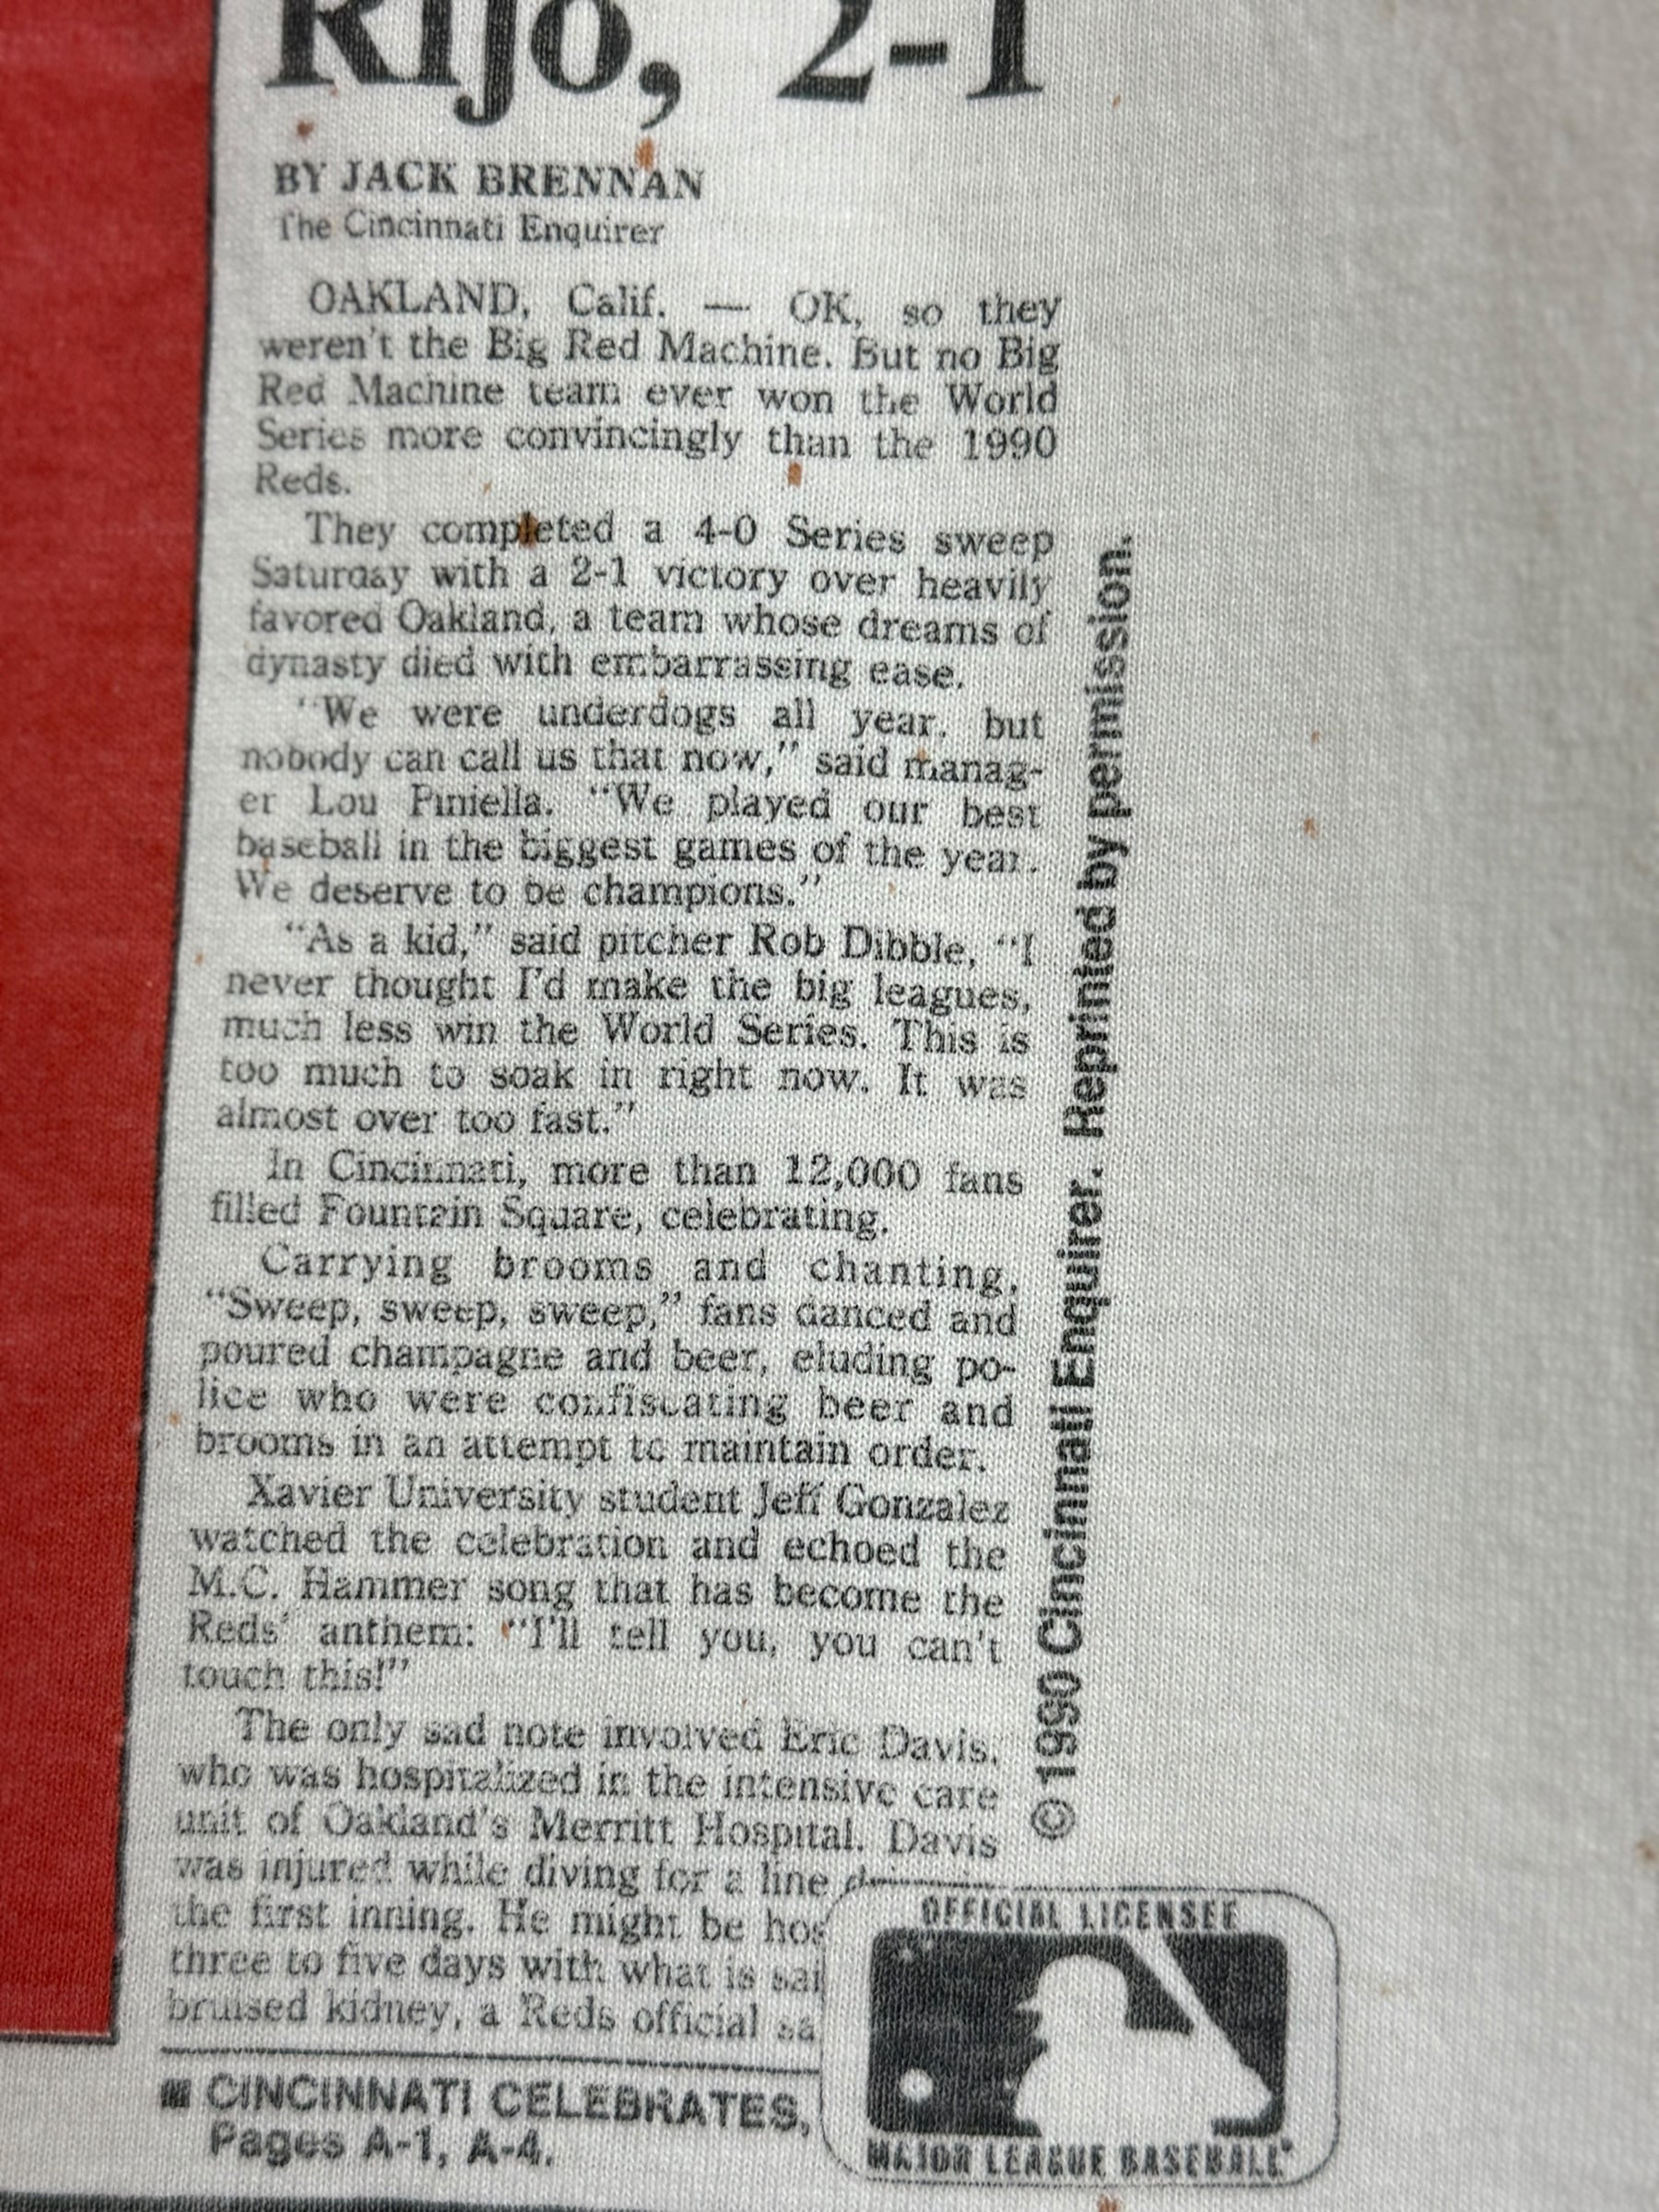 Rijo, 2-1
BY JACK BRENNAN
The Cincinnati Enquirer
OAKLAND, Calif. — OK, so they
weren't the Big Red Machine. But no Big
Red Machine team ever won the World
Series more convincingly than the 1990
Reds.
They completed a 4-0 Series sweep
Saturday with a 2-1 victory over heavily
favored Oakland, a team whose dreams of
dynasty died with embarrassing ease.
"We were underdogs all year, but
nobody can call us that now," said manag-
er Lou Piniella. "We played our best
baseball in the biggest games of the year.
We deserve to be champions."
"As a kid," said pitcher Rob Dibble, "I
never thought I'd make the big leagues,
much less win the World Series. This is
too much to soak in right now. It was
almost over too fast."
In Cincinnati, more than 12,000 fans
filled Fountain Square, celebrating.
Carrying brooms and chanting,
"Sweep, sweep, sweep," fans danced and
poured champagne and beer, eluding po-
lice who were confiscating beer and
brooms in an attempt to maintain order.
Xavier University student Jeff Gonzalez
watched the celebration and echoed the
M.C. Hammer song that has become the
Reds' anthem: "I'll tell you, you can't
touch this!"
The only sad note involved Eric Davis,
who was hospitalized in the intensive care
unit of Oakland's Merritt Hospital. Davis
was injured while diving for a line
the first inning. He might be hos
three to five days with what is sai
bruised kidney, a Reds official sa
■ CINCINNATI CELEBRATES,
Pages A-1, A-4.
© 1990 Cincinnati Enquirer. Reprinted by permission.
OFFICIAL LICENSEE
MAJOR LEAGUE BASEBALL